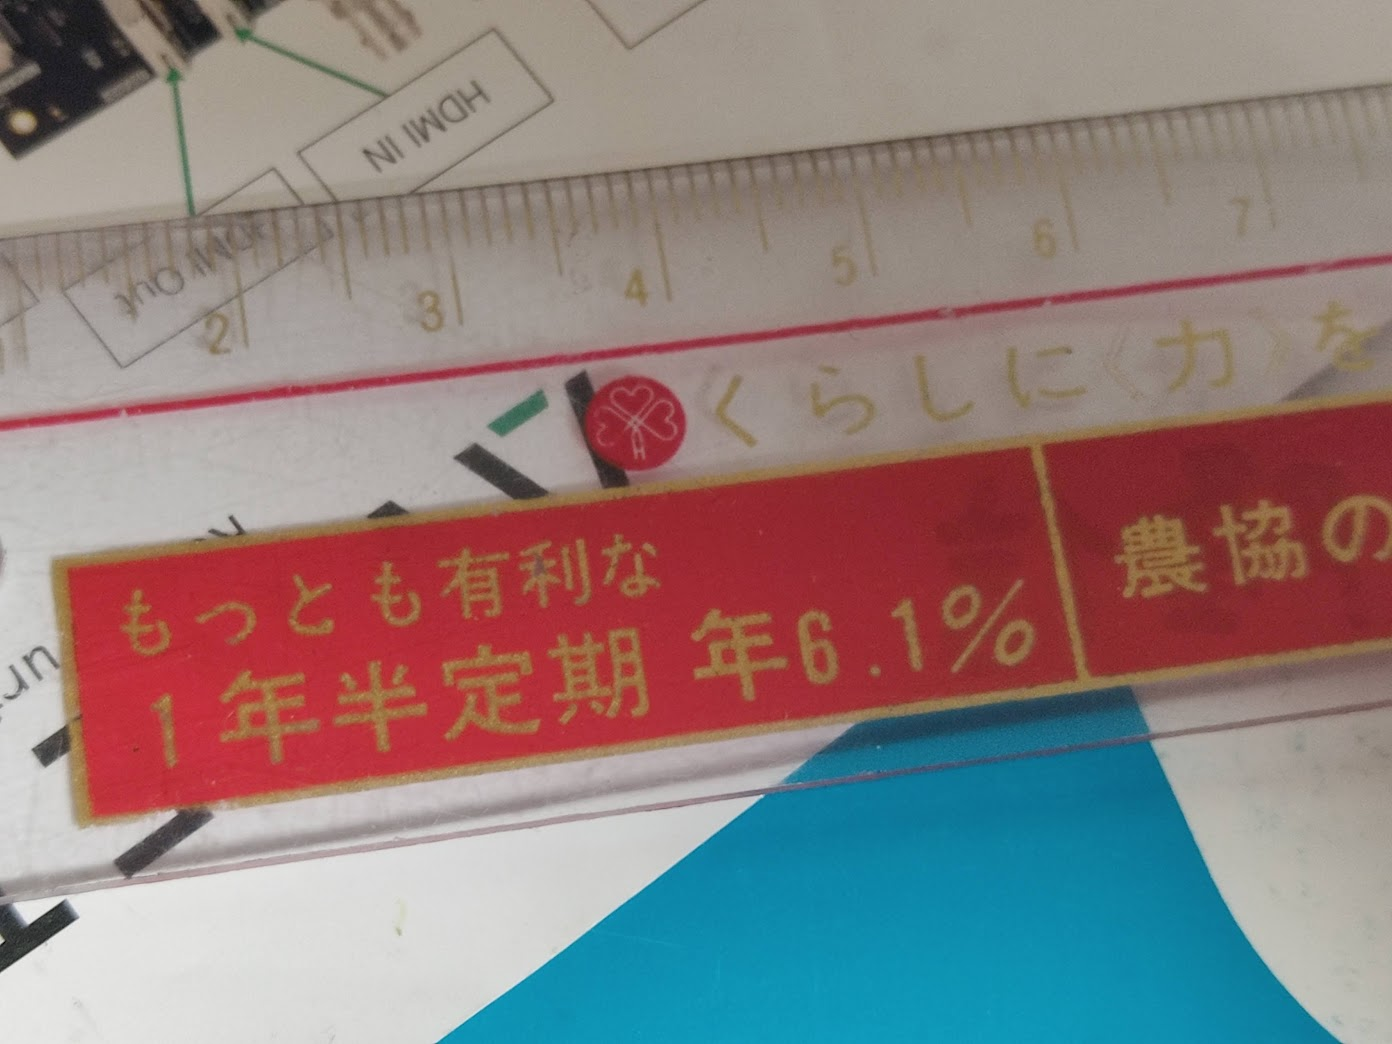 HDMI IN
HDMI Out
2 3 4 5 6 7
くらしに《力》を
もっとも有利な
1年半定期 年6.1%
農協の